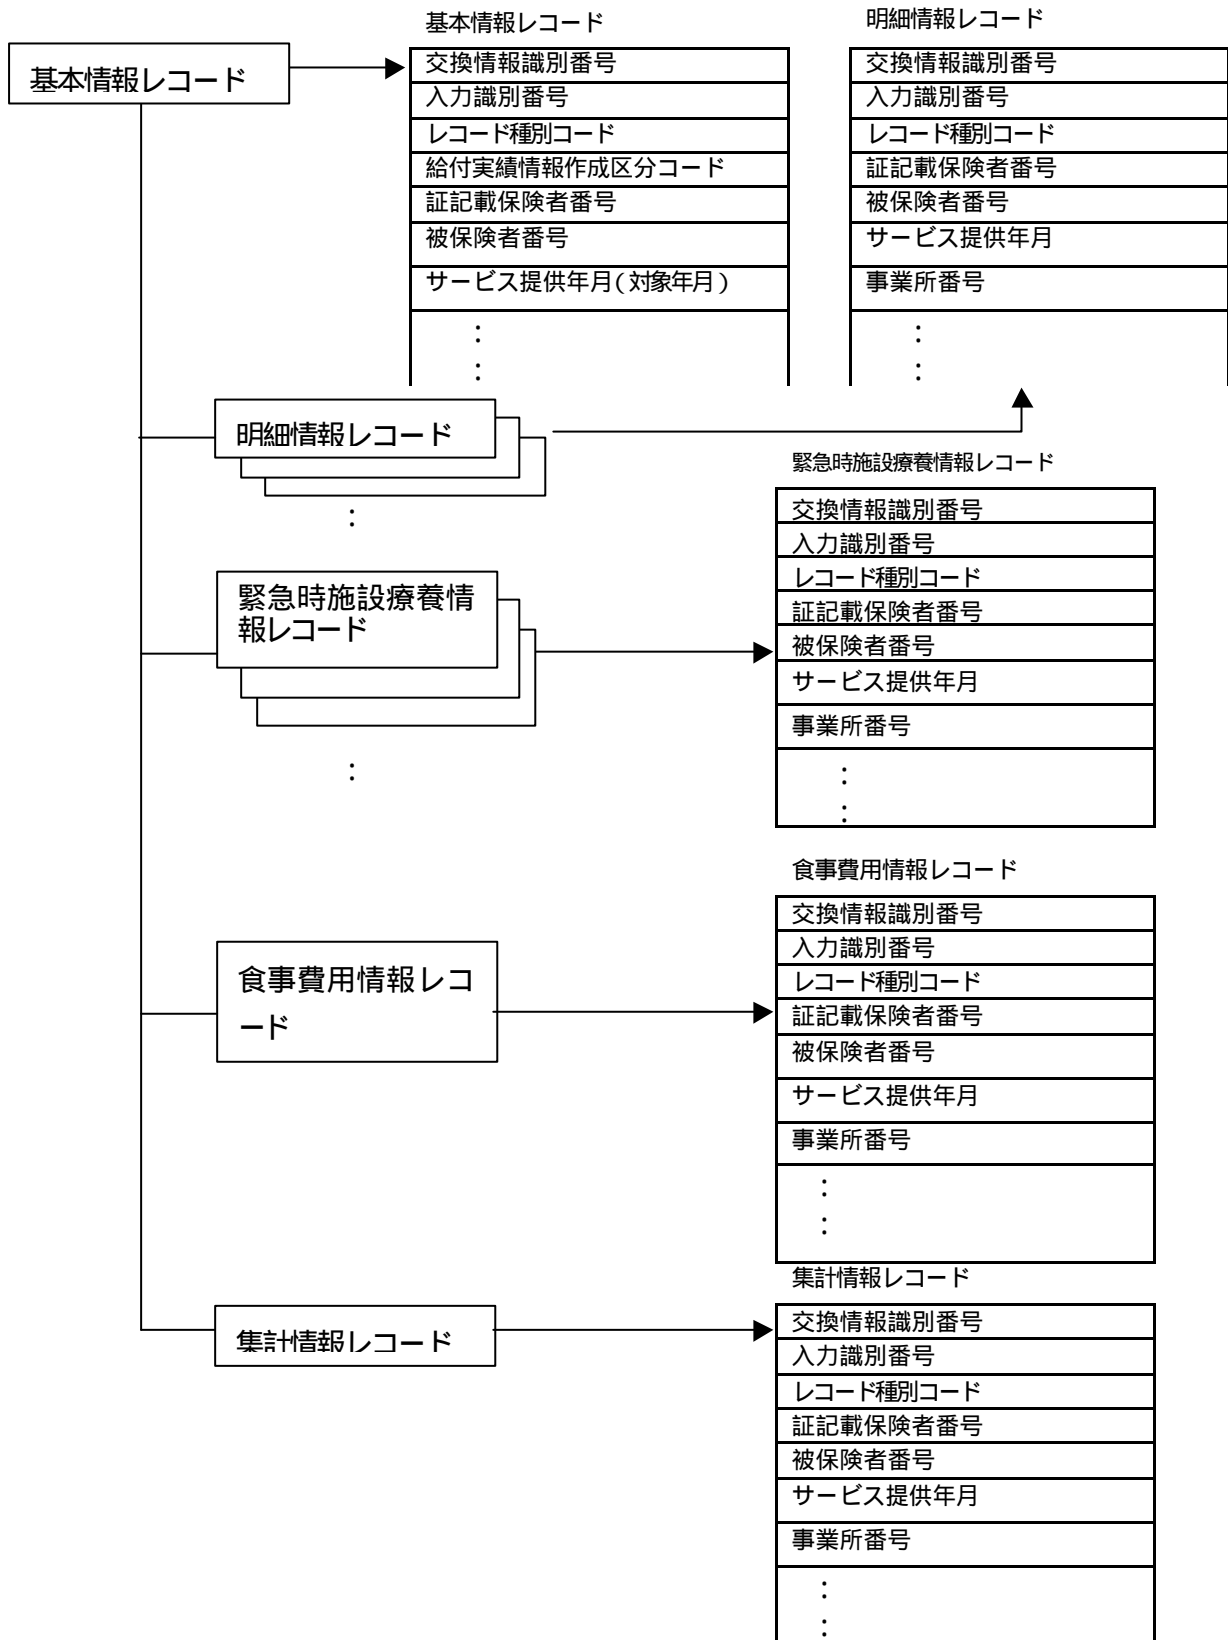 基本情報レコード
基本情報レコード
交換情報識別番号
入力識別番号
レコード種別コード
給付実績情報作成区分コード
証記載保険者番号
被保険者番号
サービス提供年月(対象年月)
:
:
明細情報レコード
交換情報識別番号
入力識別番号
レコード種別コード
証記載保険者番号
被保険者番号
サービス提供年月
事業所番号
:
:
明細情報レコード
:
緊急時施設療養情報レコード
交換情報識別番号
入力識別番号
レコード種別コード
証記載保険者番号
被保険者番号
サービス提供年月
事業所番号
:
:
緊急時施設療養情
報レコード
:
食事費用情報レコード
交換情報識別番号
入力識別番号
レコード種別コード
証記載保険者番号
被保険者番号
サービス提供年月
事業所番号
:
:
食事費用情報レコ
ード
集計情報レコード
交換情報識別番号
入力識別番号
レコード種別コード
証記載保険者番号
被保険者番号
サービス提供年月
事業所番号
:
:
集計情報レコード